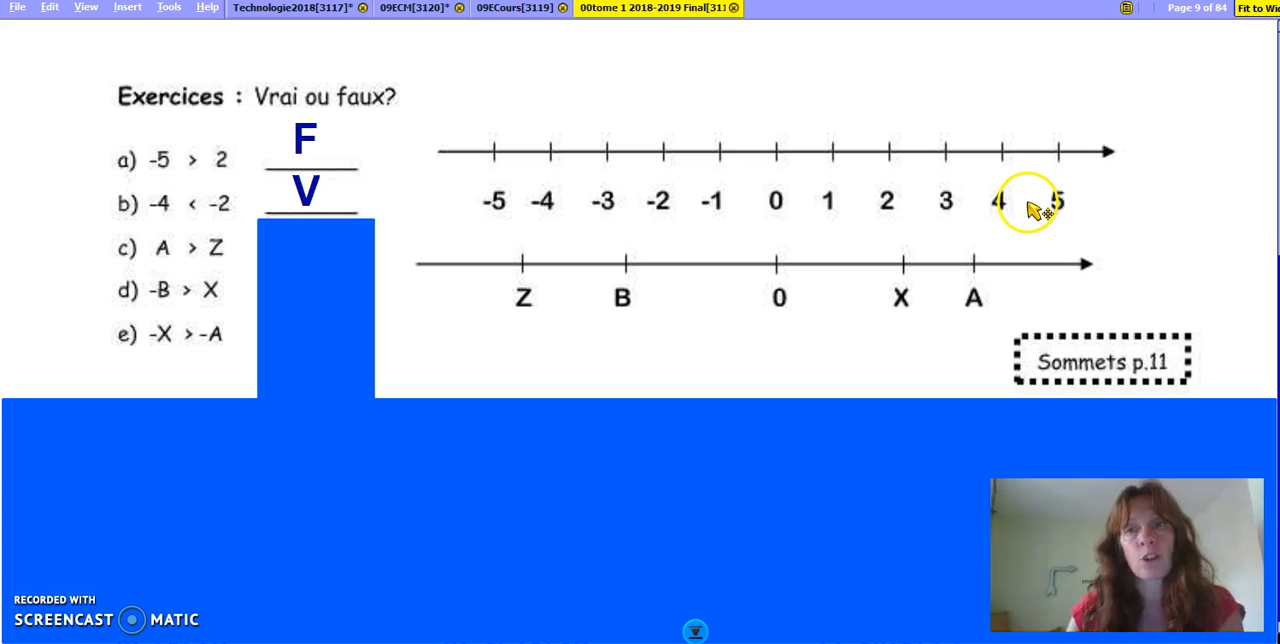 File Edit View Insert Tools Help Technologie2018[3117]* 09ECM[3120]* 09ECours[3119] 00tome 1 2018-2019 Final[311 Page 9 of 84 Fit to Wi
Exercices : Vrai ou faux?
a) -5 > 2 F
b) -4 < -2 V
c) A > Z
d) -B > X
e) -X > -A
-5 -4 -3 -2 -1 0 1 2 3 4 5
Z B 0 X A
Sommets p.11
RECORDED WITH
SCREENCAST MATIC